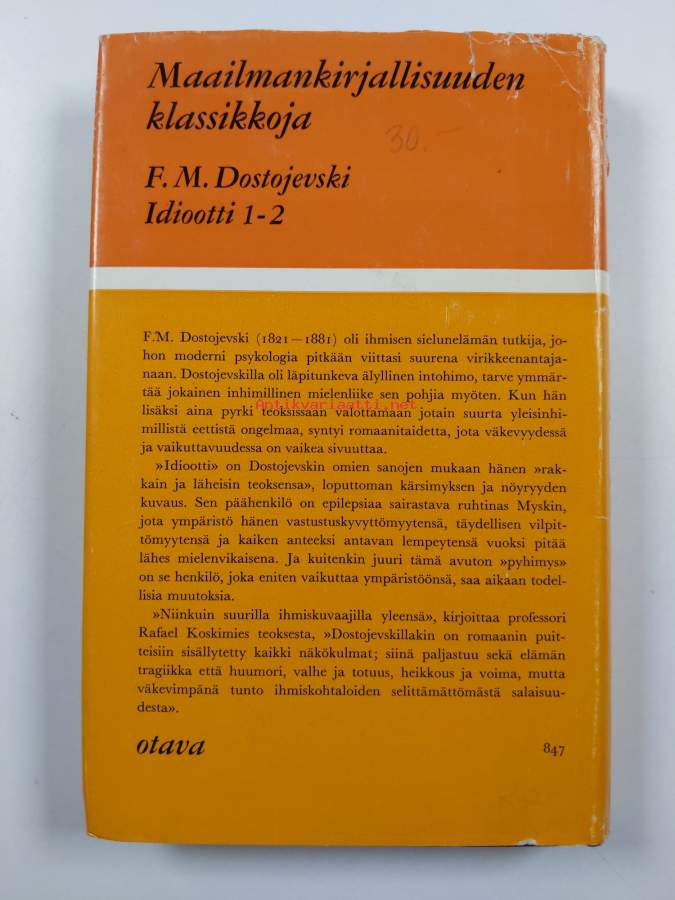 Maailmankirjallisuuden
klassikkoja
30.–
F. M. Dostojevski
Idiootti 1-2
F.M. Dostojevski (1821—1881) oli ihmisen sielunelämän tutkija, jo-
hon moderni psykologia pitkään viittasi suurena virikkeenantaja-
naan. Dostojevskilla oli läpitunkeva älyllinen intohimo, tarve ymmär-
tää jokainen inhimillinen mielenliike sen pohjia myöten. Kun hän
Antikvariaatti.net
lisäksi aina pyrki teoksissaan valottamaan jotain suurta yleisinhi-
millistä eettistä ongelmaa, syntyi romaanitaidetta, jota väkevyydessä
ja vaikuttavuudessa on vaikea sivuuttaa.
»Idiootti» on Dostojevskin omien sanojen mukaan hänen »rak-
kain ja läheisin teoksensa», loputtoman kärsimyksen ja nöyryyden
kuvaus. Sen päähenkilö on epilepsiaa sairastava ruhtinas Myskin,
jota ympäristö hänen vastustuskyvyttömyytensä, täydellisen vilpit-
tömyytensä ja kaiken anteeksi antavan lempeytensä vuoksi pitää
lähes mielenvikaisena. Ja kuitenkin juuri tämä avuton »pyhimys»
on se henkilö, joka eniten vaikuttaa ympäristöönsä, saa aikaan todel-
lisia muutoksia.
»Niinkuin suurilla ihmiskuvaajilla yleensä», kirjoittaa professori
Rafael Koskimies teoksesta, »Dostojevskillakin on romaanin puit-
teisiin sisällytetty kaikki näkökulmat; siinä paljastuu sekä elämän
tragiikka että huumori, valhe ja totuus, heikkous ja voima, mutta
väkevimpänä tunto ihmiskohtaloiden selittämättömästä salaisuu-
desta».
otava
847